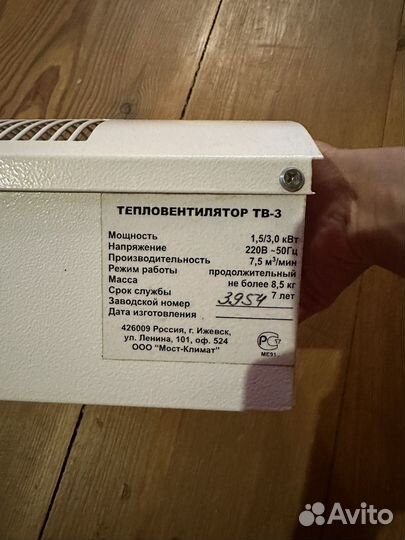 ТЕПЛОВЕНТИЛЯТОР ТВ-3
Мощность 1,5/3,0 кВт
Напряжение 220В ~50Гц
Производительность 7,5 м³/мин
Режим работы продолжительный
Масса не более 8,5 кг
Срок службы 7 лет
Заводской номер 3954
Дата изготовления
426009 Россия, г. Ижевск,
ул. Ленина, 101, оф. 524
ООО "Мост-Климат"
РС
МЕ91
Avito